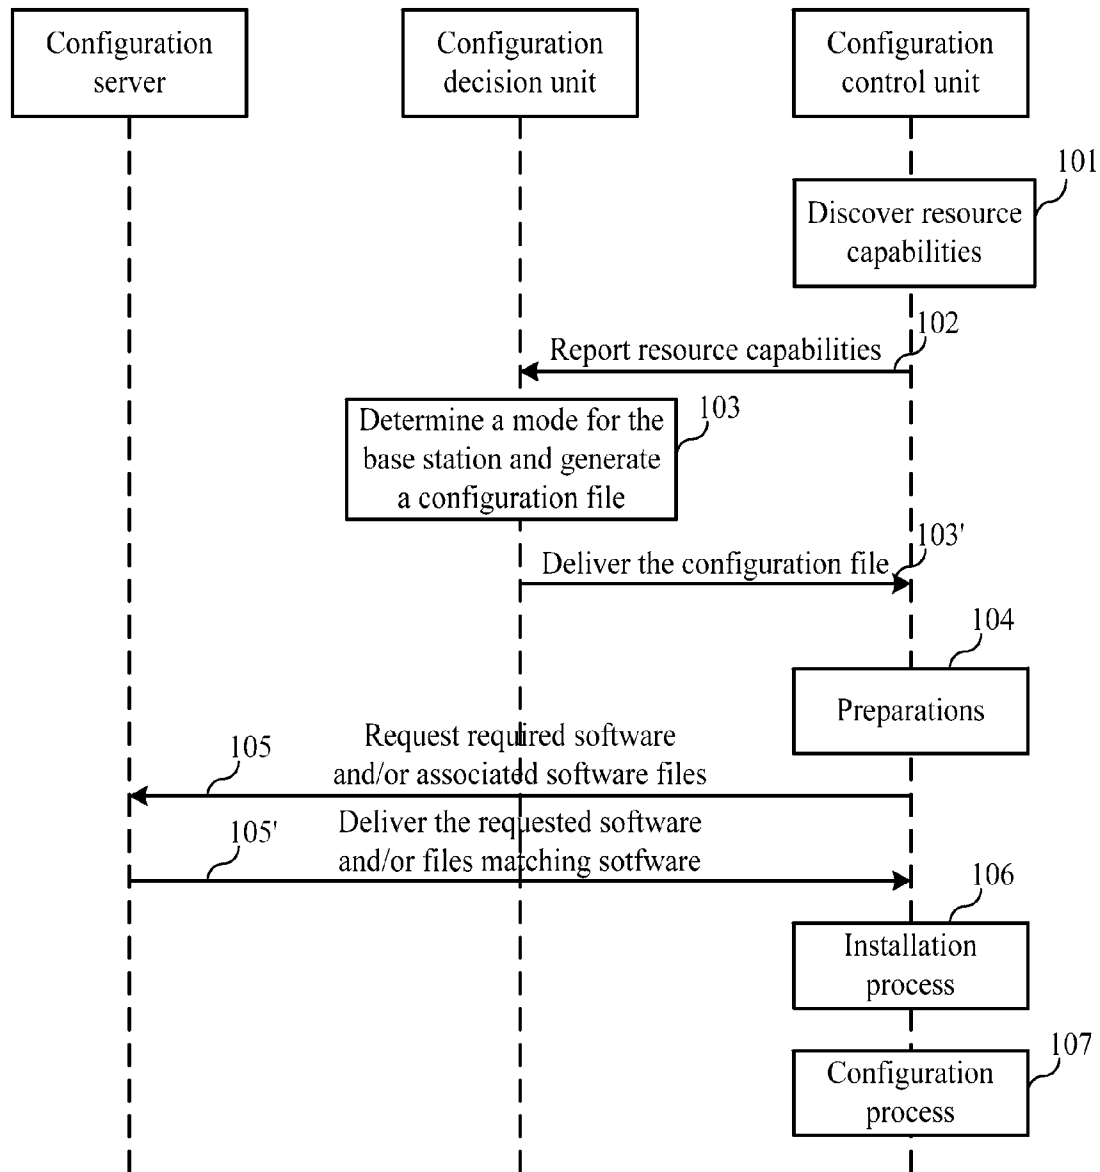 Configuration
server
Configuration
decision unit
Configuration
control unit
101
Discover resource
capabilities
102
Report resource capabilities
103
Determine a mode for the
base station and generate
a configuration file
103'
Deliver the configuration file
104
Preparations
105
Request required software
and/or associated software files
105'
Deliver the requested software
and/or files matching sotfware
106
Installation
process
107
Configuration
process